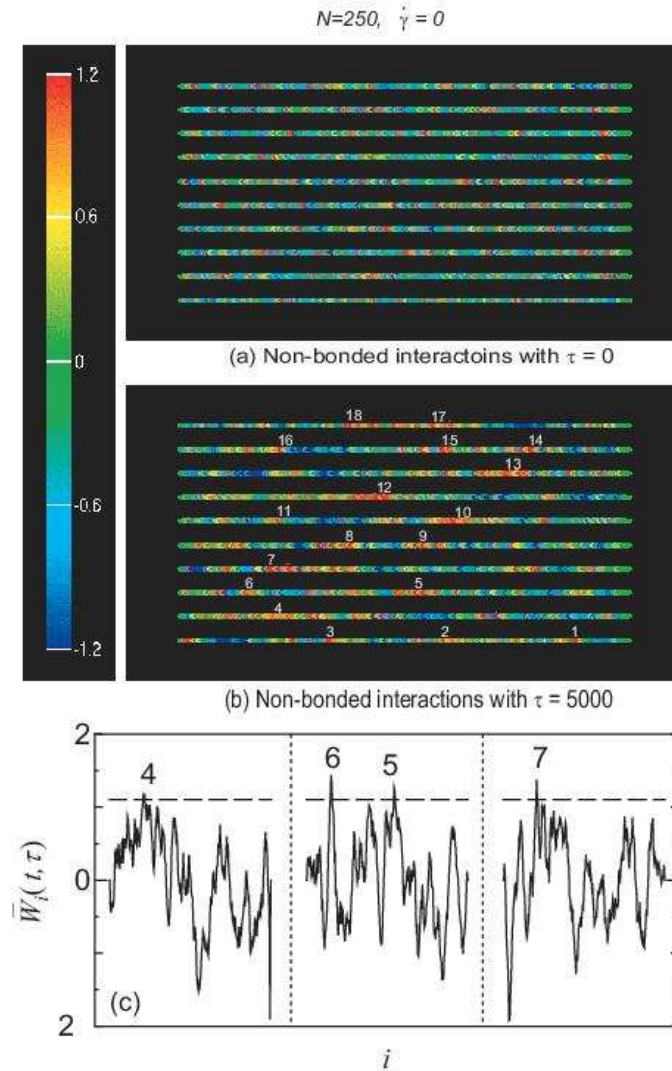 N=250, γ̇ = 0
1.2
0.6
0
-0.6
-1.2
(a) Non-bonded interactoins with τ = 0
18 17
16 15 14
13
12
11 10
8 9
7
6 5
4
3 2 1
(b) Non-bonded interactions with τ = 5000
2
4 6 5 7
W̄i(t,τ)
0
(c)
2
i